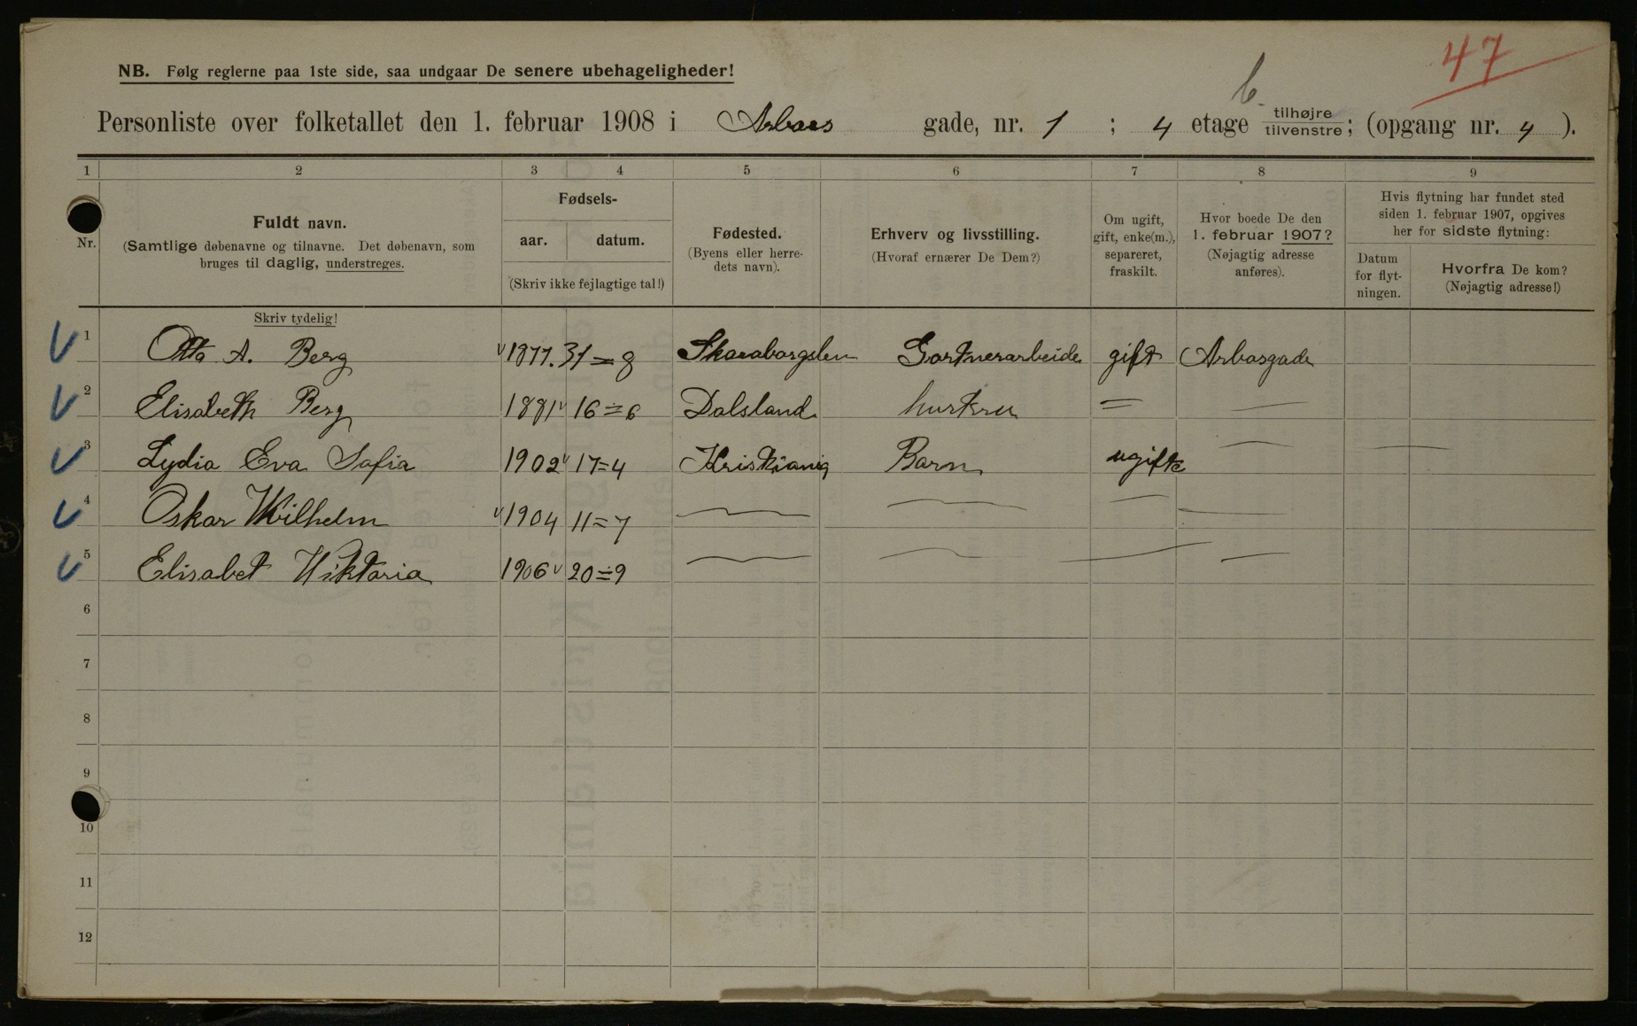 47
NB. Følg reglerne paa 1ste side, saa undgaar De senere ubehageligheder!
b.
Personliste over folketallet den 1. februar 1908 i Arboes gade, nr. 1 ; 4 etage tilhøjre tilvenstre; (opgang nr. 4 ).
1 2 3 4 5 6 7 8 9
Nr.
Fuldt navn.
(Samtlige døbenavne og tilnavne. Det døbenavn, som
bruges til daglig, understreges.
Fødsels-
aar. datum.
(Skriv ikke fejlagtige tal!)
Fødested.
(Byens eller herre-
dets navn).
Erhverv og livsstilling.
(Hvoraf ernærer De Dem?)
Om ugift,
gift, enke(m.),
separeret,
fraskilt.
Hvor boede De den
1. februar 1907?
(Nøjagtig adresse
anføres).
Hvis flytning har fundet sted
siden 1. februar 1907, opgives
her for sidste flytning:
Datum
for flyt-
ningen.
Hvorfra De kom?
(Nøjagtig adresse!)
Skriv tydelig!
1 Otto A. Berg 1877. 31=8 Skaraborgslen Gartnerarbeide gift Arbosgade
2 Elisabeth Berg 1881 16=6 Dalsland hustru =
3 Lydia Eva Sofia 1902 17=4 Kristiania Barn ugifte
4 Oskar Wilhelm 1904 11=7
5 Elisabet Wiktoria 1906 20=9
6
7
8
9
10
11
12